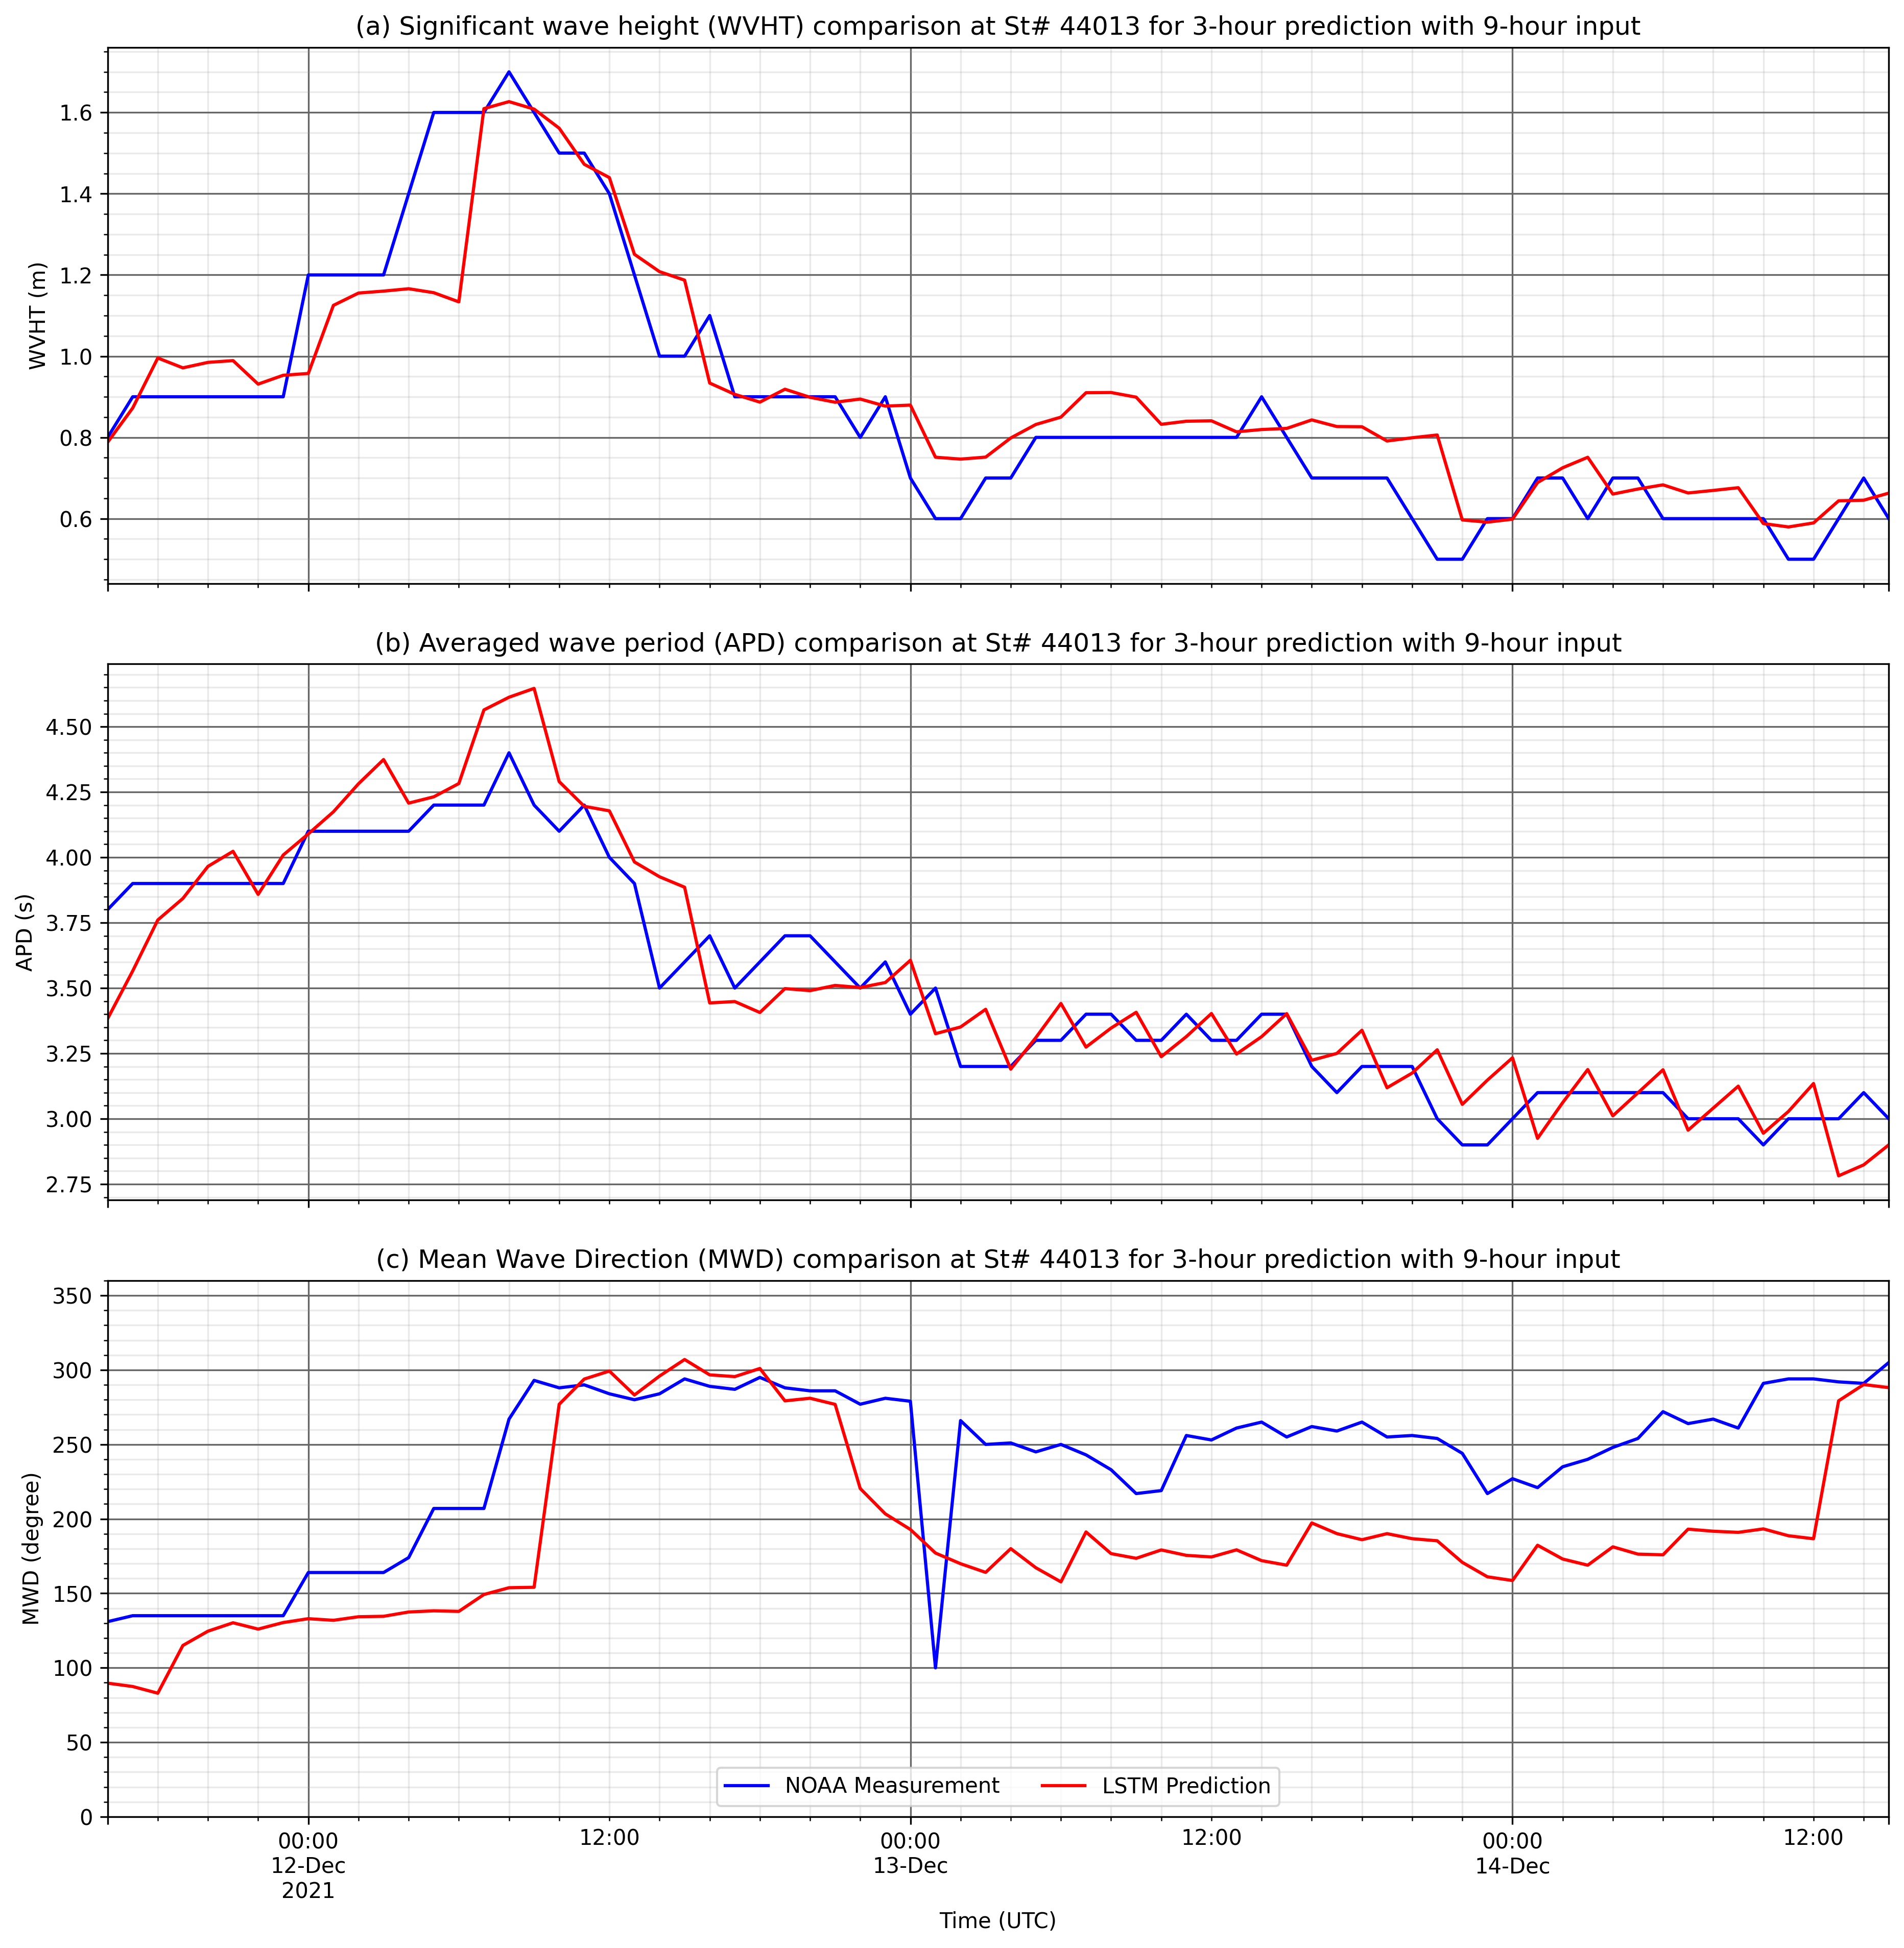 (a) Significant wave height (WVHT) comparison at St# 44013 for 3-hour prediction with 9-hour input
1.6
1.4
1.2
1.0
0.8
0.6
WVHT (m)
(b) Averaged wave period (APD) comparison at St# 44013 for 3-hour prediction with 9-hour input
4.50
4.25
4.00
3.75
3.50
3.25
3.00
2.75
APD (s)
(c) Mean Wave Direction (MWD) comparison at St# 44013 for 3-hour prediction with 9-hour input
350
300
250
200
150
100
50
0
MWD (degree)
NOAA Measurement LSTM Prediction
00:00 12:00 00:00 12:00 00:00 12:00
12-Dec 13-Dec 14-Dec
2021
Time (UTC)